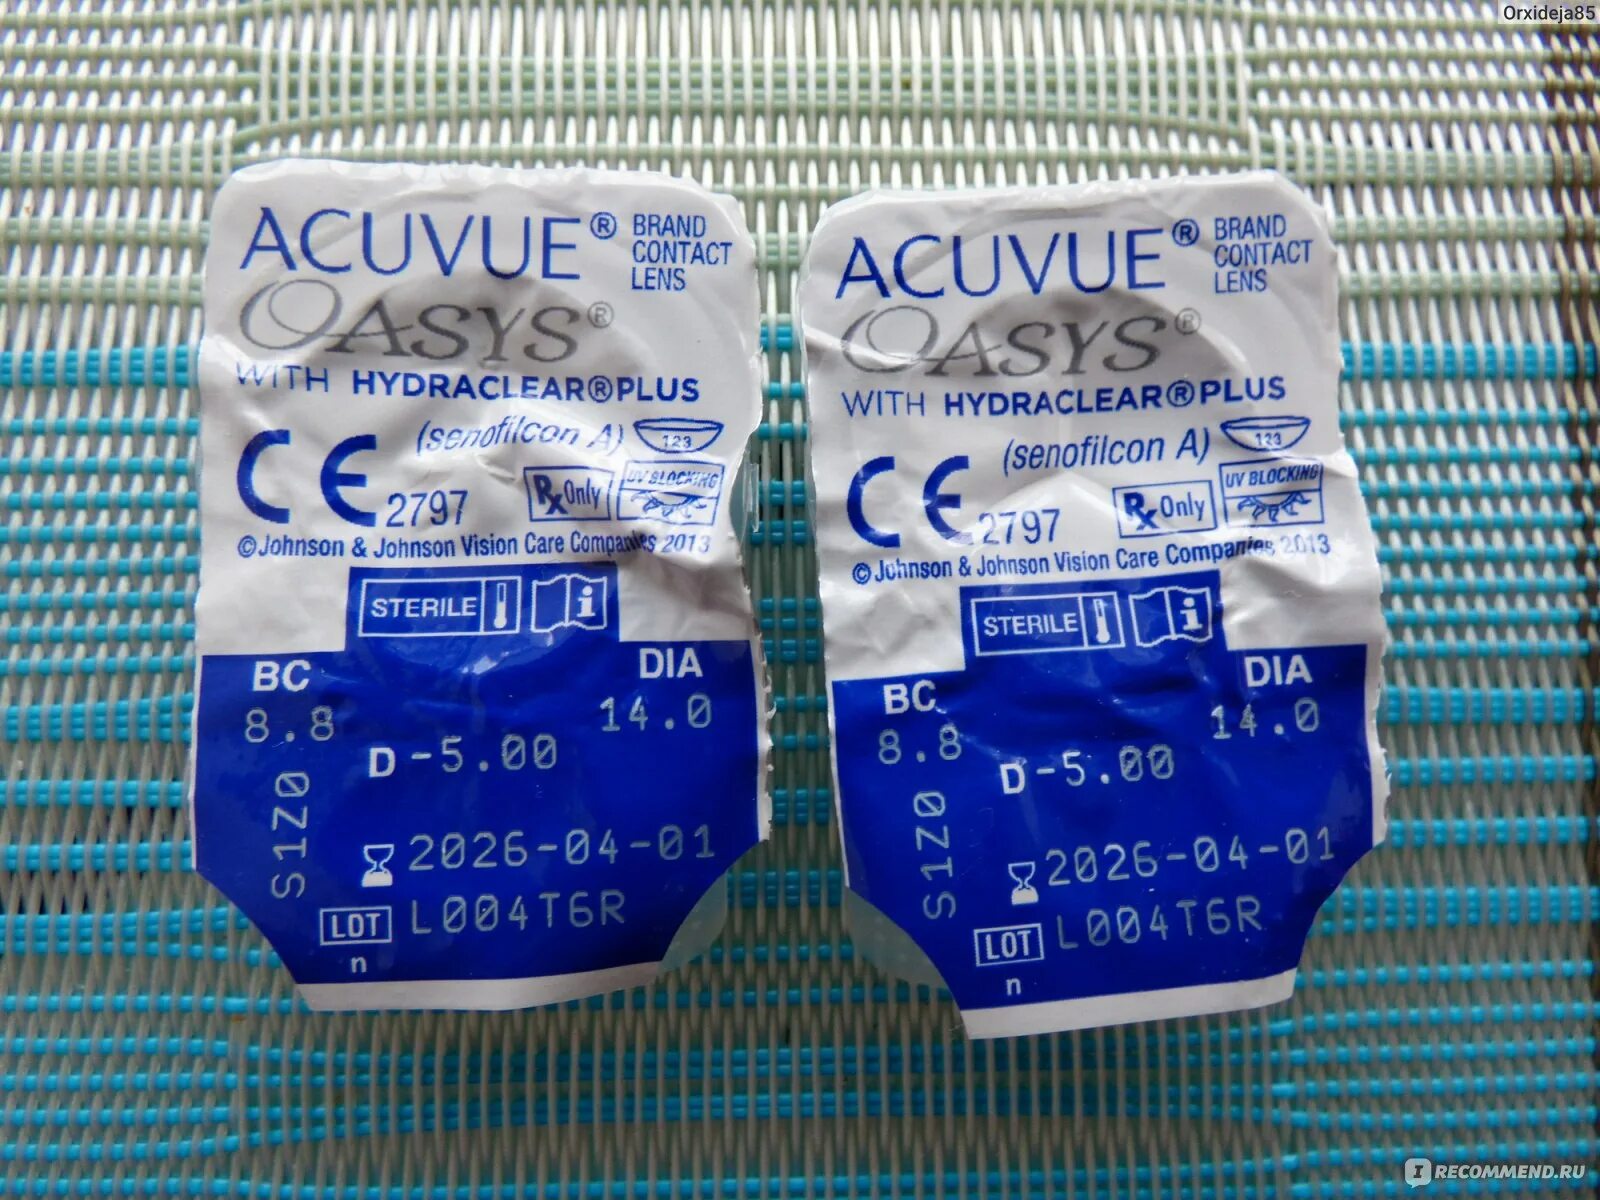 Orxideja85
ACUVUE® BRAND CONTACT LENS
OASYS®
WITH HYDRACLEAR®PLUS
(senofilcon A)
123
CE 2797
Rx Only
UV BLOCKING
©Johnson & Johnson Vision Care Companies 2013
STERILE
i
BC
8.8
DIA
14.0
D -5.00
S1Z0
2026-04-01
LOT L004T6R
n
ACUVUE® BRAND CONTACT LENS
OASYS®
WITH HYDRACLEAR®PLUS
(senofilcon A)
123
CE 2797
Rx Only
UV BLOCKING
©Johnson & Johnson Vision Care Companies 2013
STERILE
i
BC
8.8
DIA
14.0
D -5.00
S1Z0
2026-04-01
LOT L004T6R
n
IRECOMMEND.RU